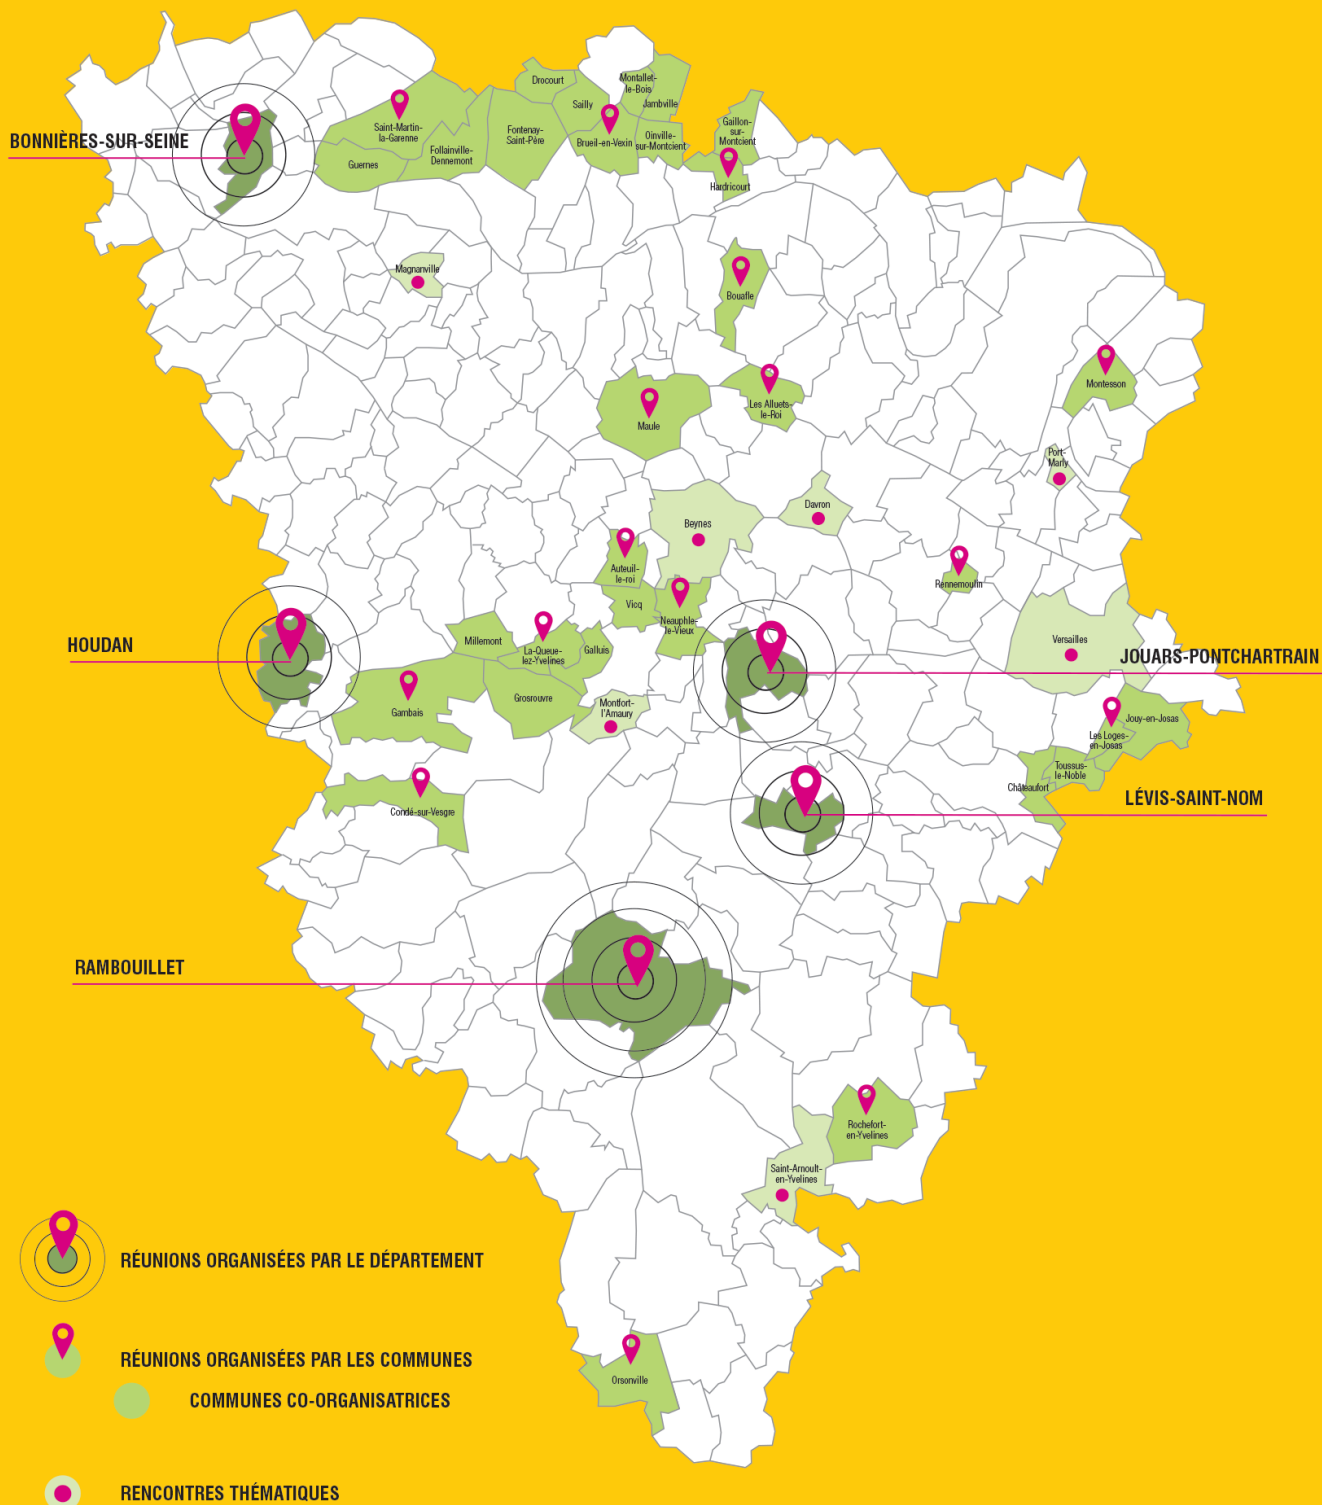 Drocourt
Montallet-
le-Bois
Sailly
Jambville
Saint-Martin-
la-Garenne
Fontenay-
Saint-Père
Gaillon-
sur-
Montcient
BONNIÈRES-SUR-SEINE
Guernes
Follainville-
Dennemont
Brueil-en-Vexin
Oinville-
sur-Montcient
Hardricourt
Magnanville
Bouafle
Montesson
Les Alluets-
le-Roi
Maule
Port-
Marly
Davron
Beynes
Auteuil-
le-roi
Rennemoulin
Vicq
Neauphle-
le-Vieux
HOUDAN
Millemont
La-Queue-
lez-Yvelines
Galluis
Versailles
JOUARS-PONTCHARTRAIN
Gambais
Grosrouvre
Montfort-
l'Amaury
Jouy-en-Josas
Les Loges-
en-Josas
Toussus-
le-Noble
Châteaufort
LÉVIS-SAINT-NOM
Condé-sur-Vesgre
RAMBOUILLET
Rochefort-
en-Yvelines
Saint-Arnoult-
en-Yvelines
Orsonville
RÉUNIONS ORGANISÉES PAR LE DÉPARTEMENT
RÉUNIONS ORGANISÉES PAR LES COMMUNES
COMMUNES CO-ORGANISATRICES
RENCONTRES THÉMATIQUES